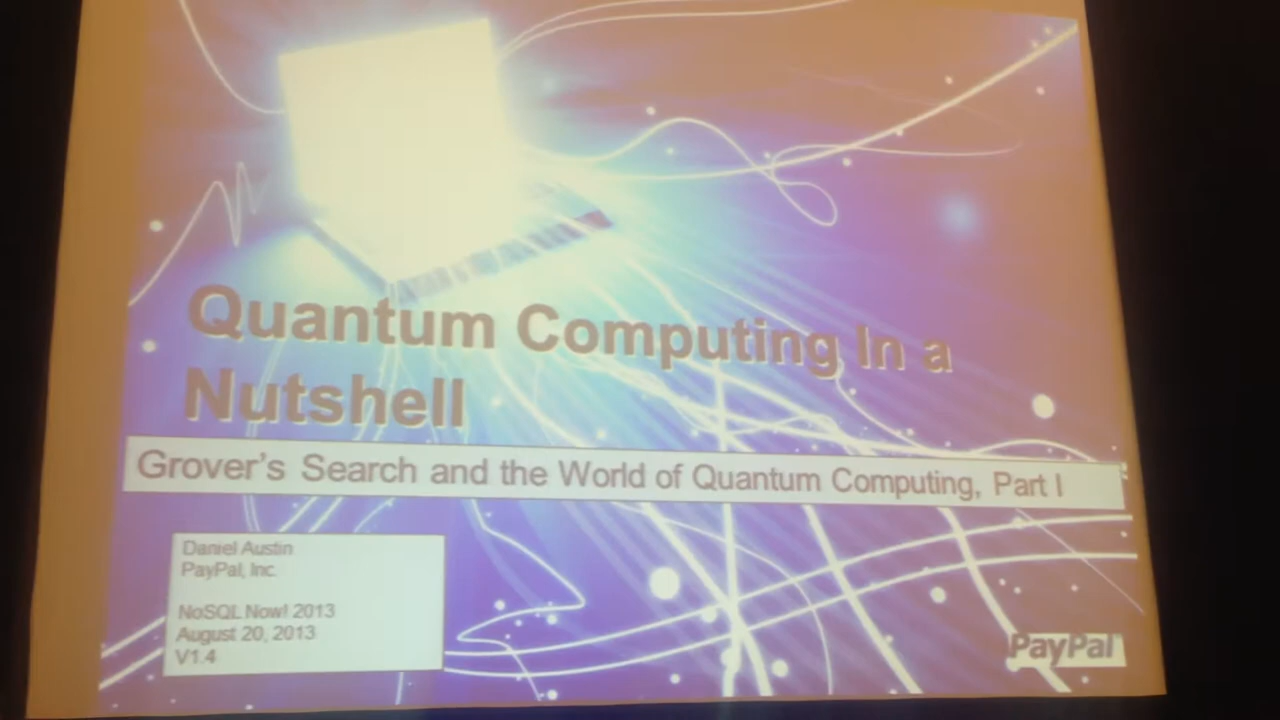 Quantum Computing In a
Nutshell
Grover's Search and the World of Quantum Computing, Part I
Daniel Austin
PayPal, Inc.
NoSQL Now! 2013
August 20, 2013
V1.4
PayPal